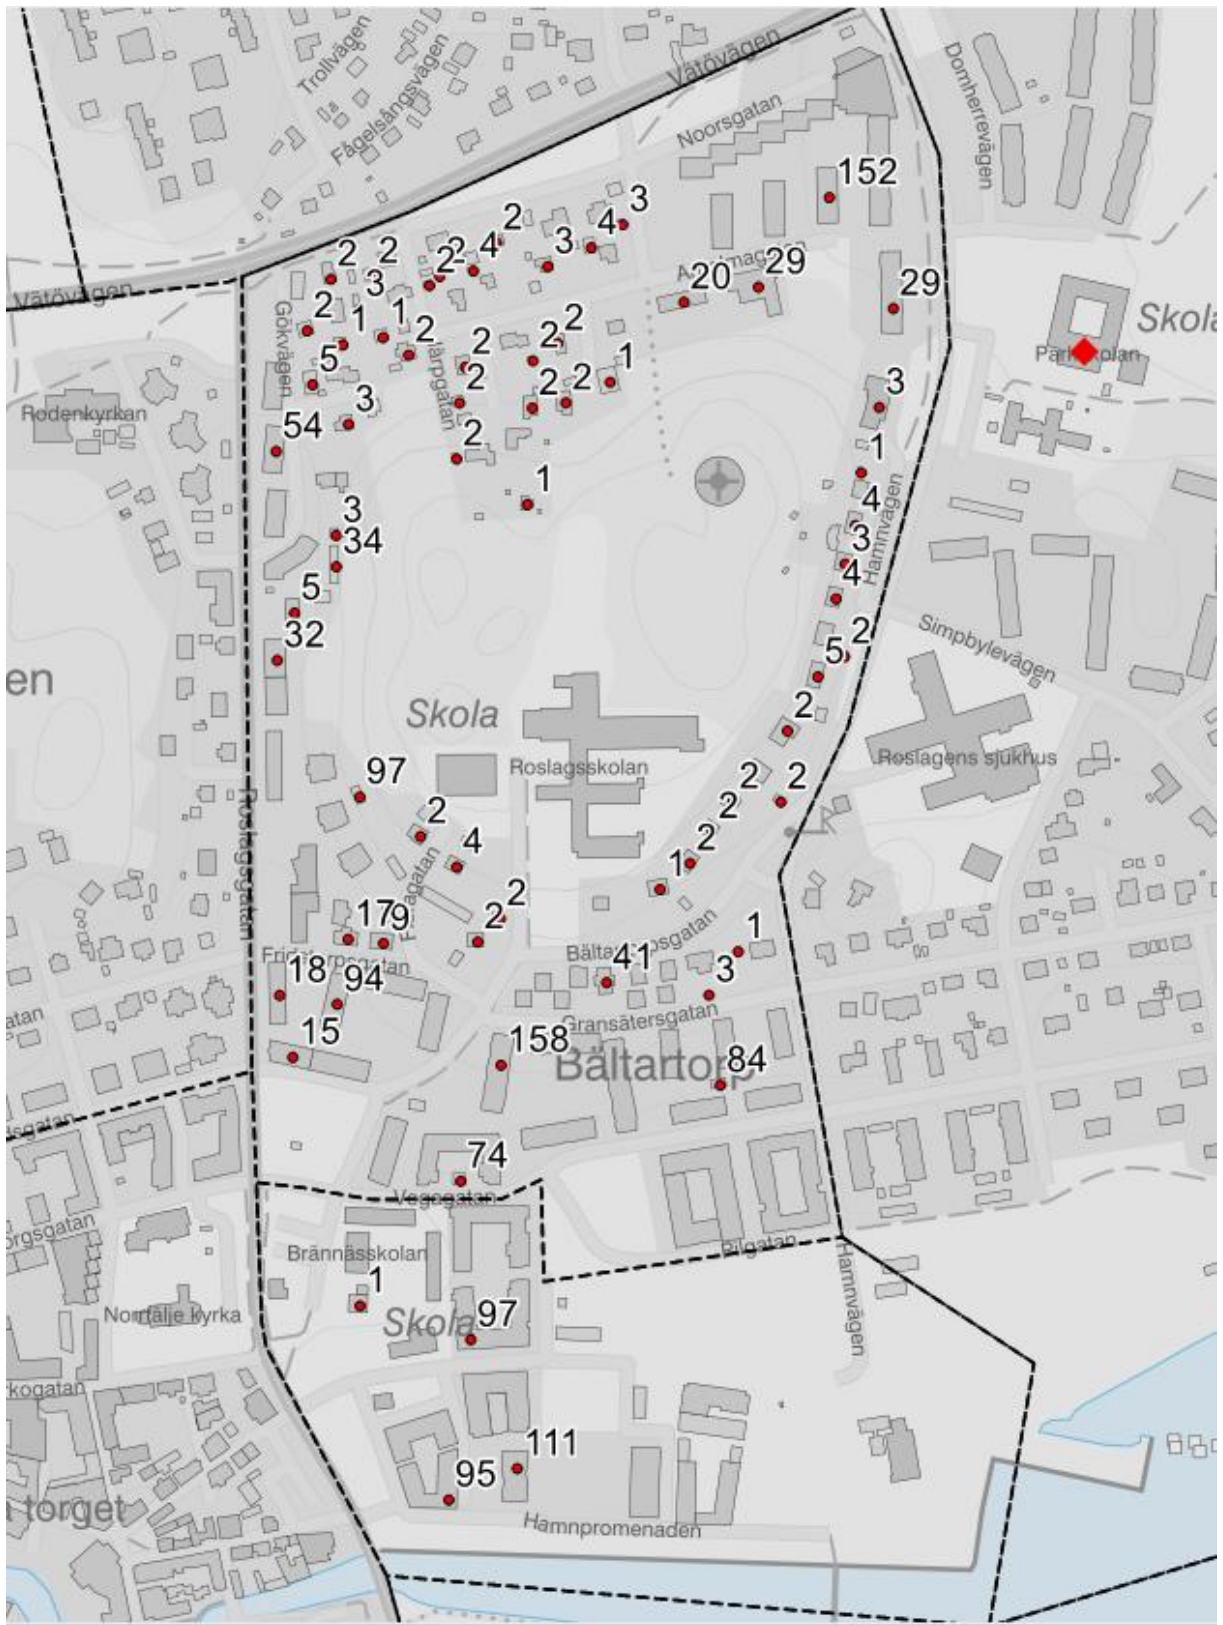 Trollvägen
Fågelsångsvägen
Vätövägen
Noorsgatan
Domherrevägen
152
3
4
2
3
4
2
2
2
2
3
Vätövägen
Gökvägen
20
29
29
Skola
Parkskolan
2
1
1
2
5
2
2
2
2
2
2
1
3
3
Rodenkyrkan
54
2
1
1
4
3
Hamnvägen
3
34
4
5
32
Simpbylevägen
2
5
en
Skola
2
Roslagsskolan
Roslagens sjukhus
97
2
2
2
2
2
4
1
Roslagsgatan
2
2
17
9
Bältartorpsgatan
1
41
3
18
94
atan
Gransätersgatan
15
158
Bältartorp
84
sgatan
74
Vegagatan
Pilgatan
Hamnvägen
orgsgatan
Brännässkolan
1
Norrtälje kyrka
Skola
97
rkogatan
111
95
torget
Hamnpromenaden